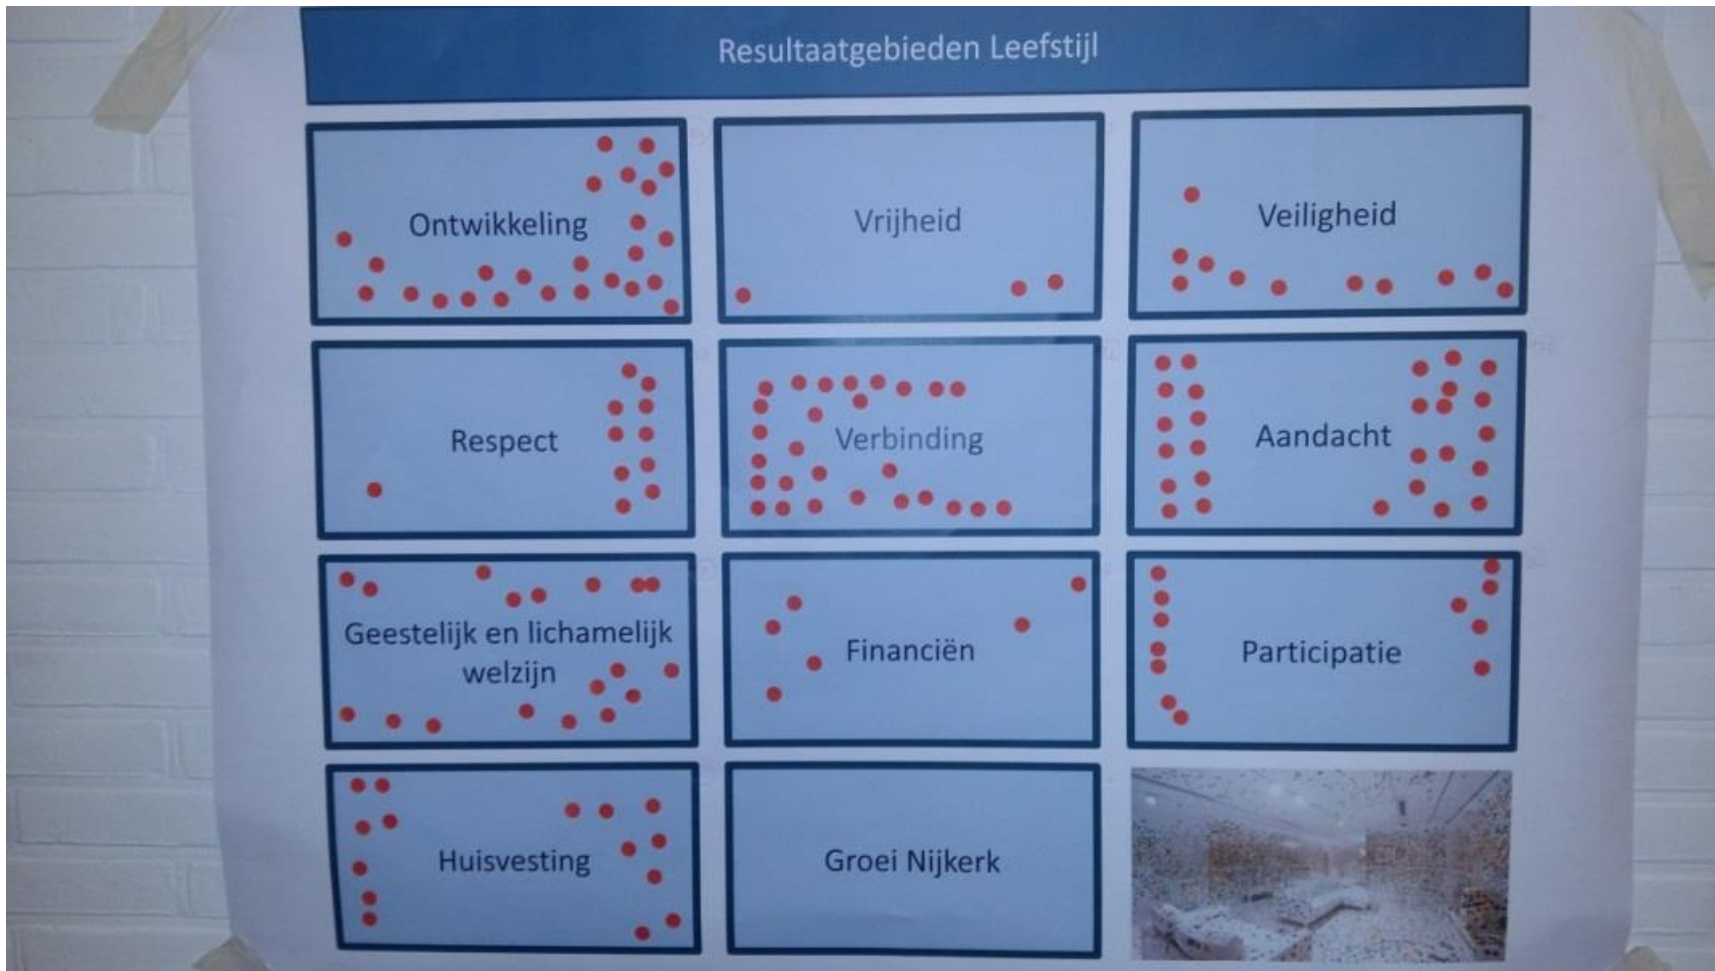 Resultaatgebieden Leefstijl
Ontwikkeling
Vrijheid
Veiligheid
Respect
Verbinding
Aandacht
Geestelijk en lichamelijk
welzijn
Financiën
Participatie
Huisvesting
Groei Nijkerk